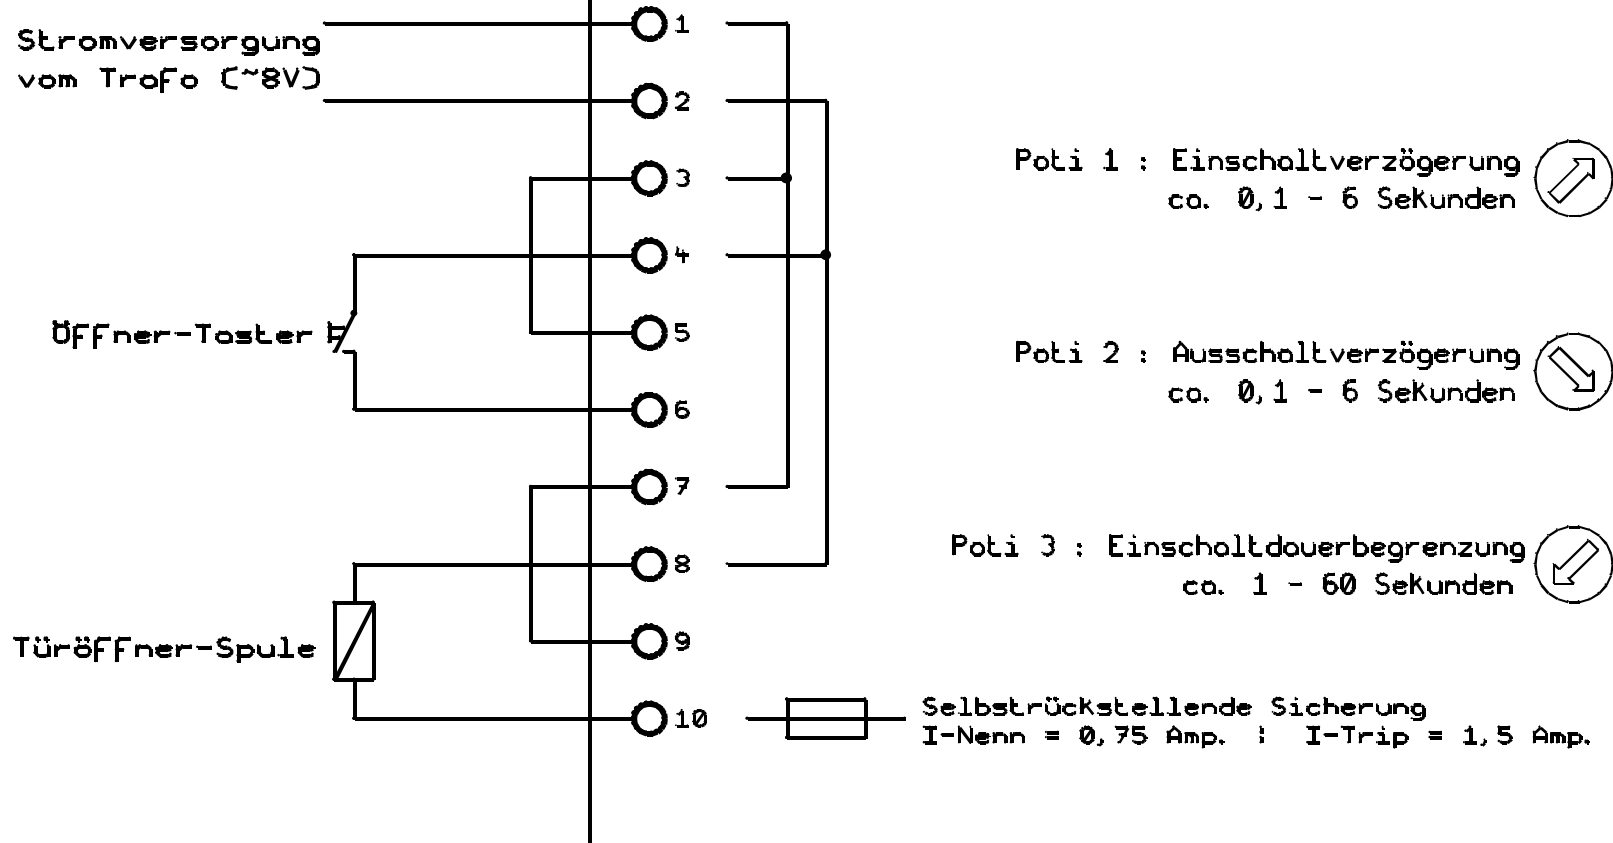 Stromversorgung
vom Trafo (~8V)
Öffner-Taster
Türöffner-Spule
1
2
3
4
5
6
7
8
9
10
Poti 1 : Einschaltverzögerung
ca. 0,1 - 6 Sekunden
Poti 2 : Ausschaltverzögerung
ca. 0,1 - 6 Sekunden
Poti 3 : Einschaltdauerbegrenzung
ca. 1 - 60 Sekunden
Selbstrückstellende Sicherung
I-Nenn = 0,75 Amp. ; I-Trip = 1,5 Amp.